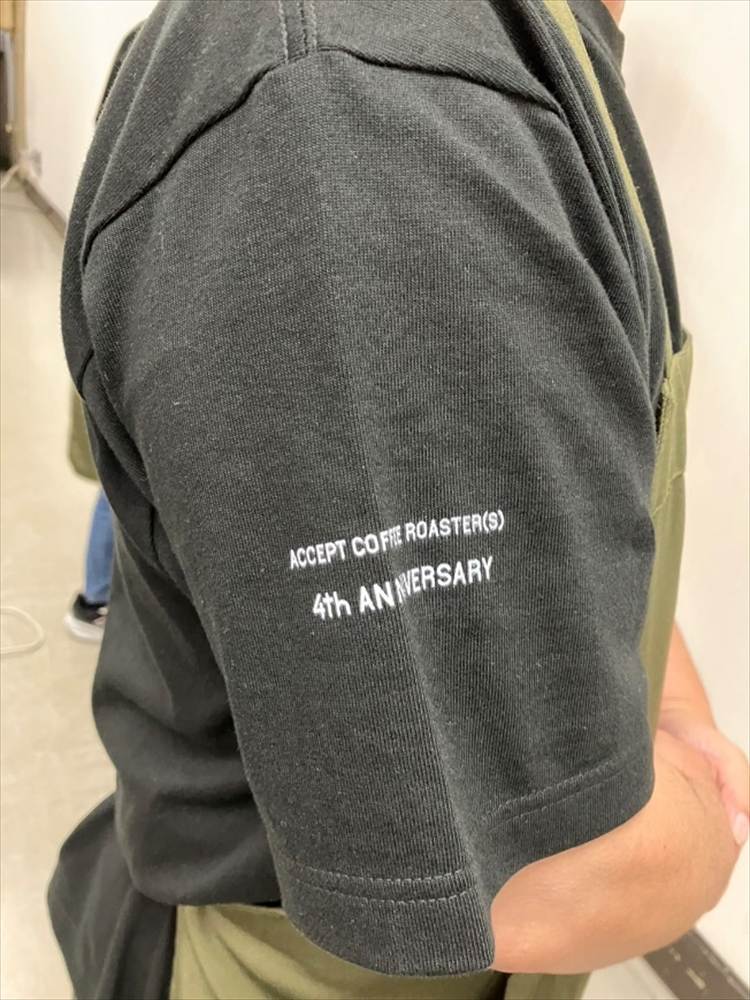 ACCEPT COFFEE ROASTER(S)
4th ANNIVERSARY